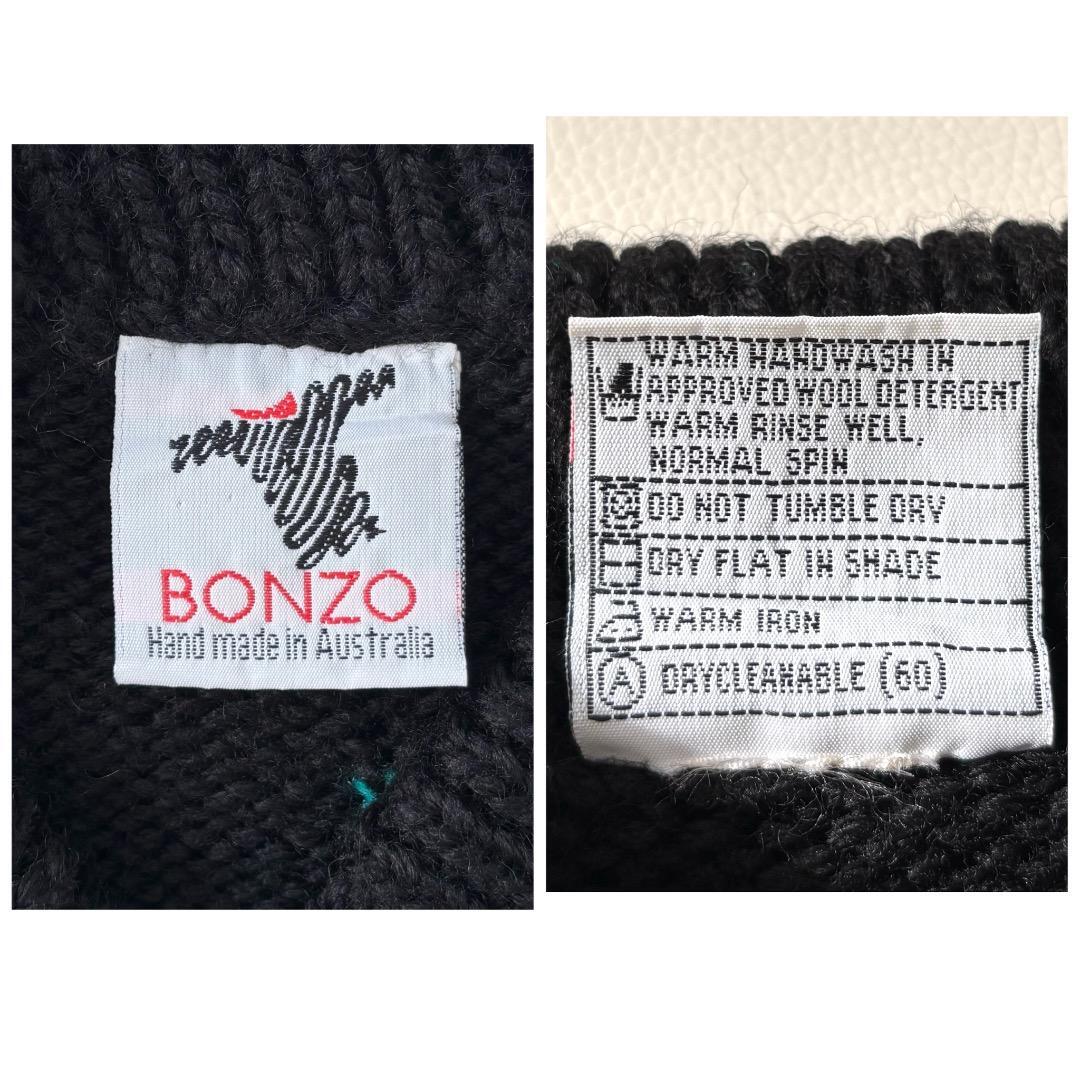 BONZO
Hand made in Australia
WARM HANDWASH IN
APPROVED WOOL DETERGENT
WARM RINSE WELL,
NORMAL SPIN
DO NOT TUMBLE DRY
DRY FLAT IN SHADE
WARM IRON
A DRYCLEANABLE (60)